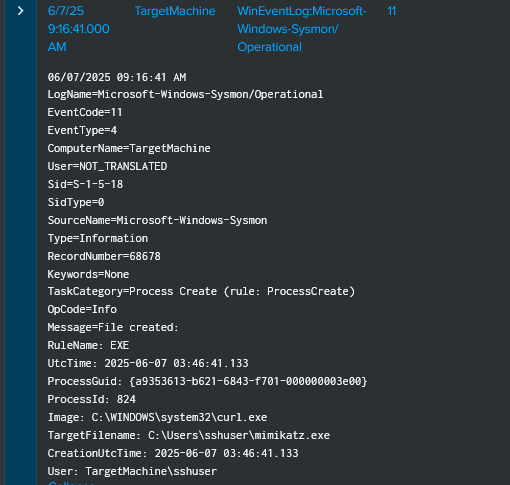 6/7/25 TargetMachine WinEventLog:Microsoft- 11
9:16:41.000 Windows-Sysmon/
AM Operational
06/07/2025 09:16:41 AM
LogName=Microsoft-Windows-Sysmon/Operational
EventCode=11
EventType=4
ComputerName=TargetMachine
User=NOT_TRANSLATED
Sid=S-1-5-18
SidType=0
SourceName=Microsoft-Windows-Sysmon
Type=Information
RecordNumber=68678
Keywords=None
TaskCategory=Process Create (rule: ProcessCreate)
OpCode=Info
Message=File created:
RuleName: EXE
UtcTime: 2025-06-07 03:46:41.133
ProcessGuid: {a9353613-b621-6843-f701-000000003e00}
ProcessId: 824
Image: C:\WINDOWS\system32\curl.exe
TargetFilename: C:\Users\sshuser\mimikatz.exe
CreationUtcTime: 2025-06-07 03:46:41.133
User: TargetMachine\sshuser